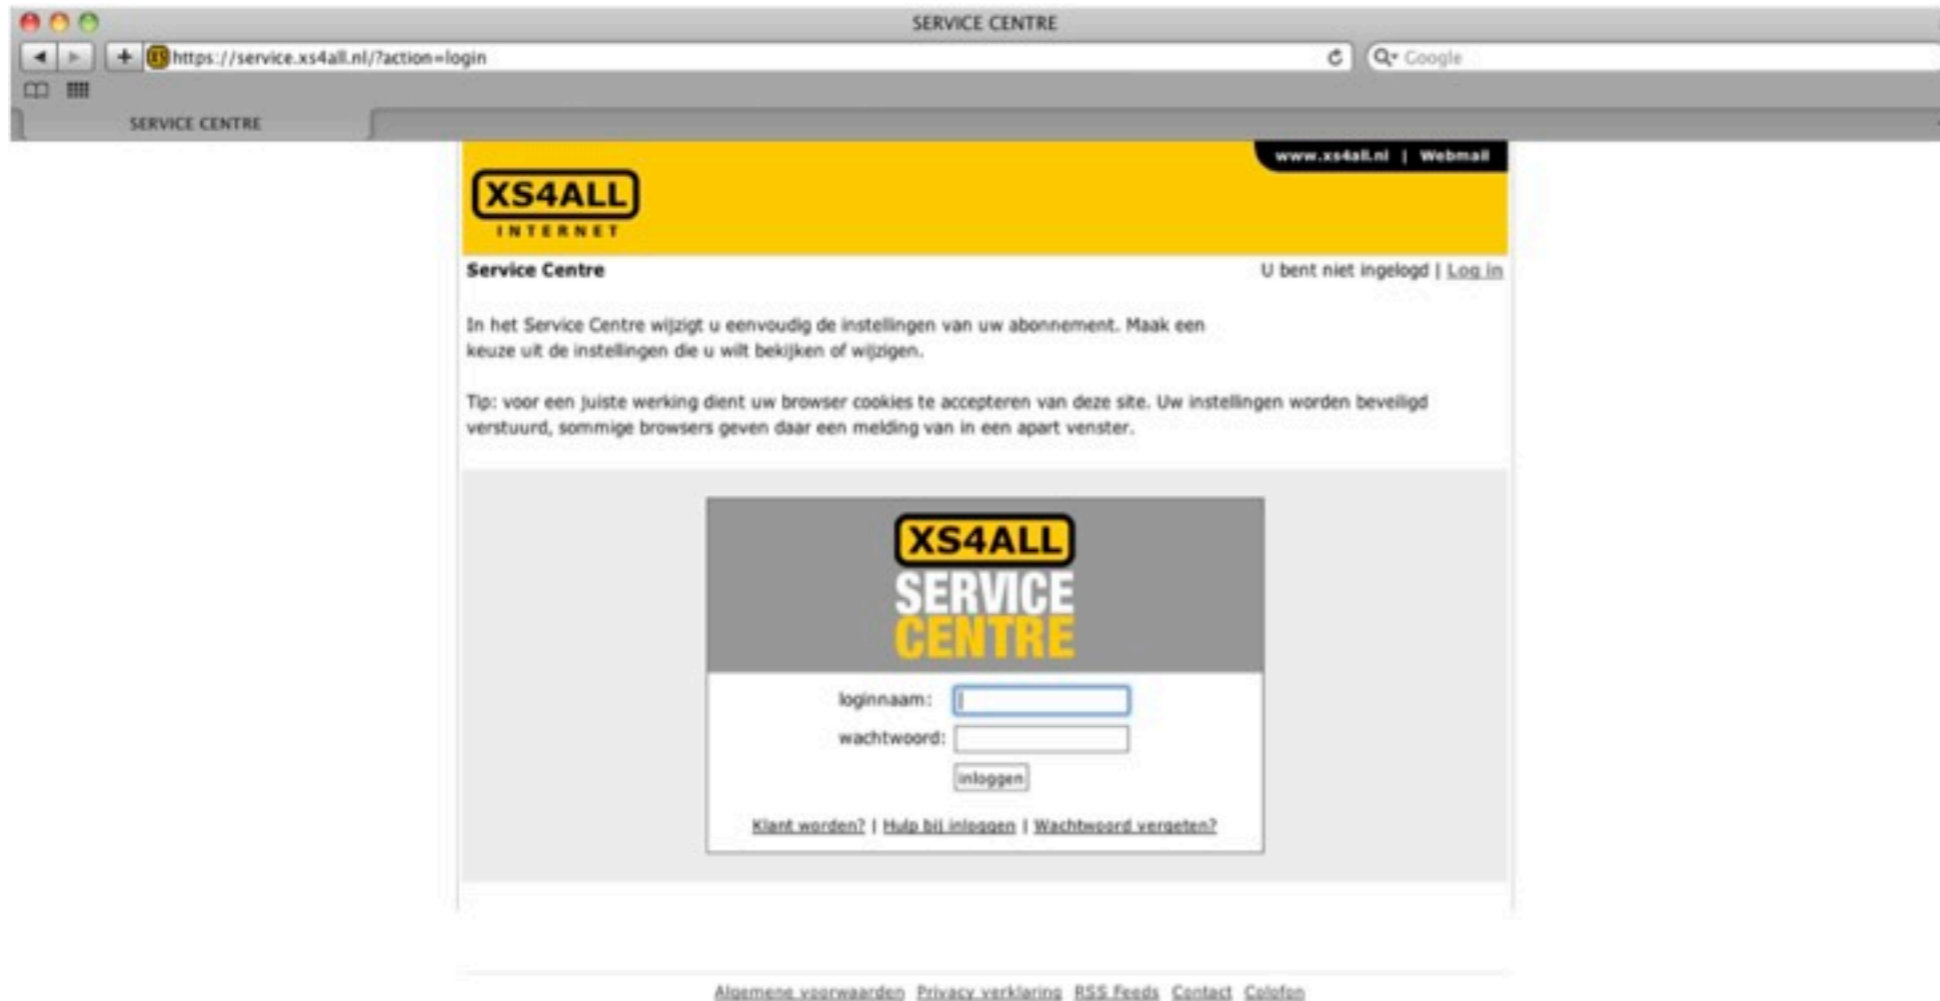 SERVICE CENTRE
https://service.xs4all.nl/?action=login
Google
SERVICE CENTRE
www.xs4all.nl | Webmail
XS4ALL
INTERNET
Service Centre
U bent niet ingelogd | Log in
In het Service Centre wijzigt u eenvoudig de instellingen van uw abonnement. Maak een
keuze uit de instellingen die u wilt bekijken of wijzigen.
Tip: voor een juiste werking dient uw browser cookies te accepteren van deze site. Uw instellingen worden beveiligd
verstuurd, sommige browsers geven daar een melding van in een apart venster.
XS4ALL
SERVICE
CENTRE
loginnaam:
wachtwoord:
inloggen
Klant worden? | Hulp bij inloggen | Wachtwoord vergeten?
Algemene voorwaarden Privacy verklaring RSS Feeds Contact Colofon